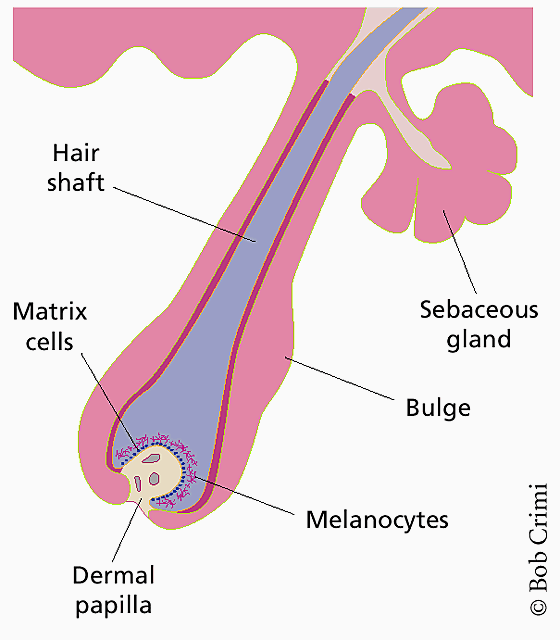 Hair
shaft
Matrix
cells
Sebaceous
gland
Bulge
Melanocytes
Dermal
papilla
© Bob Crimi